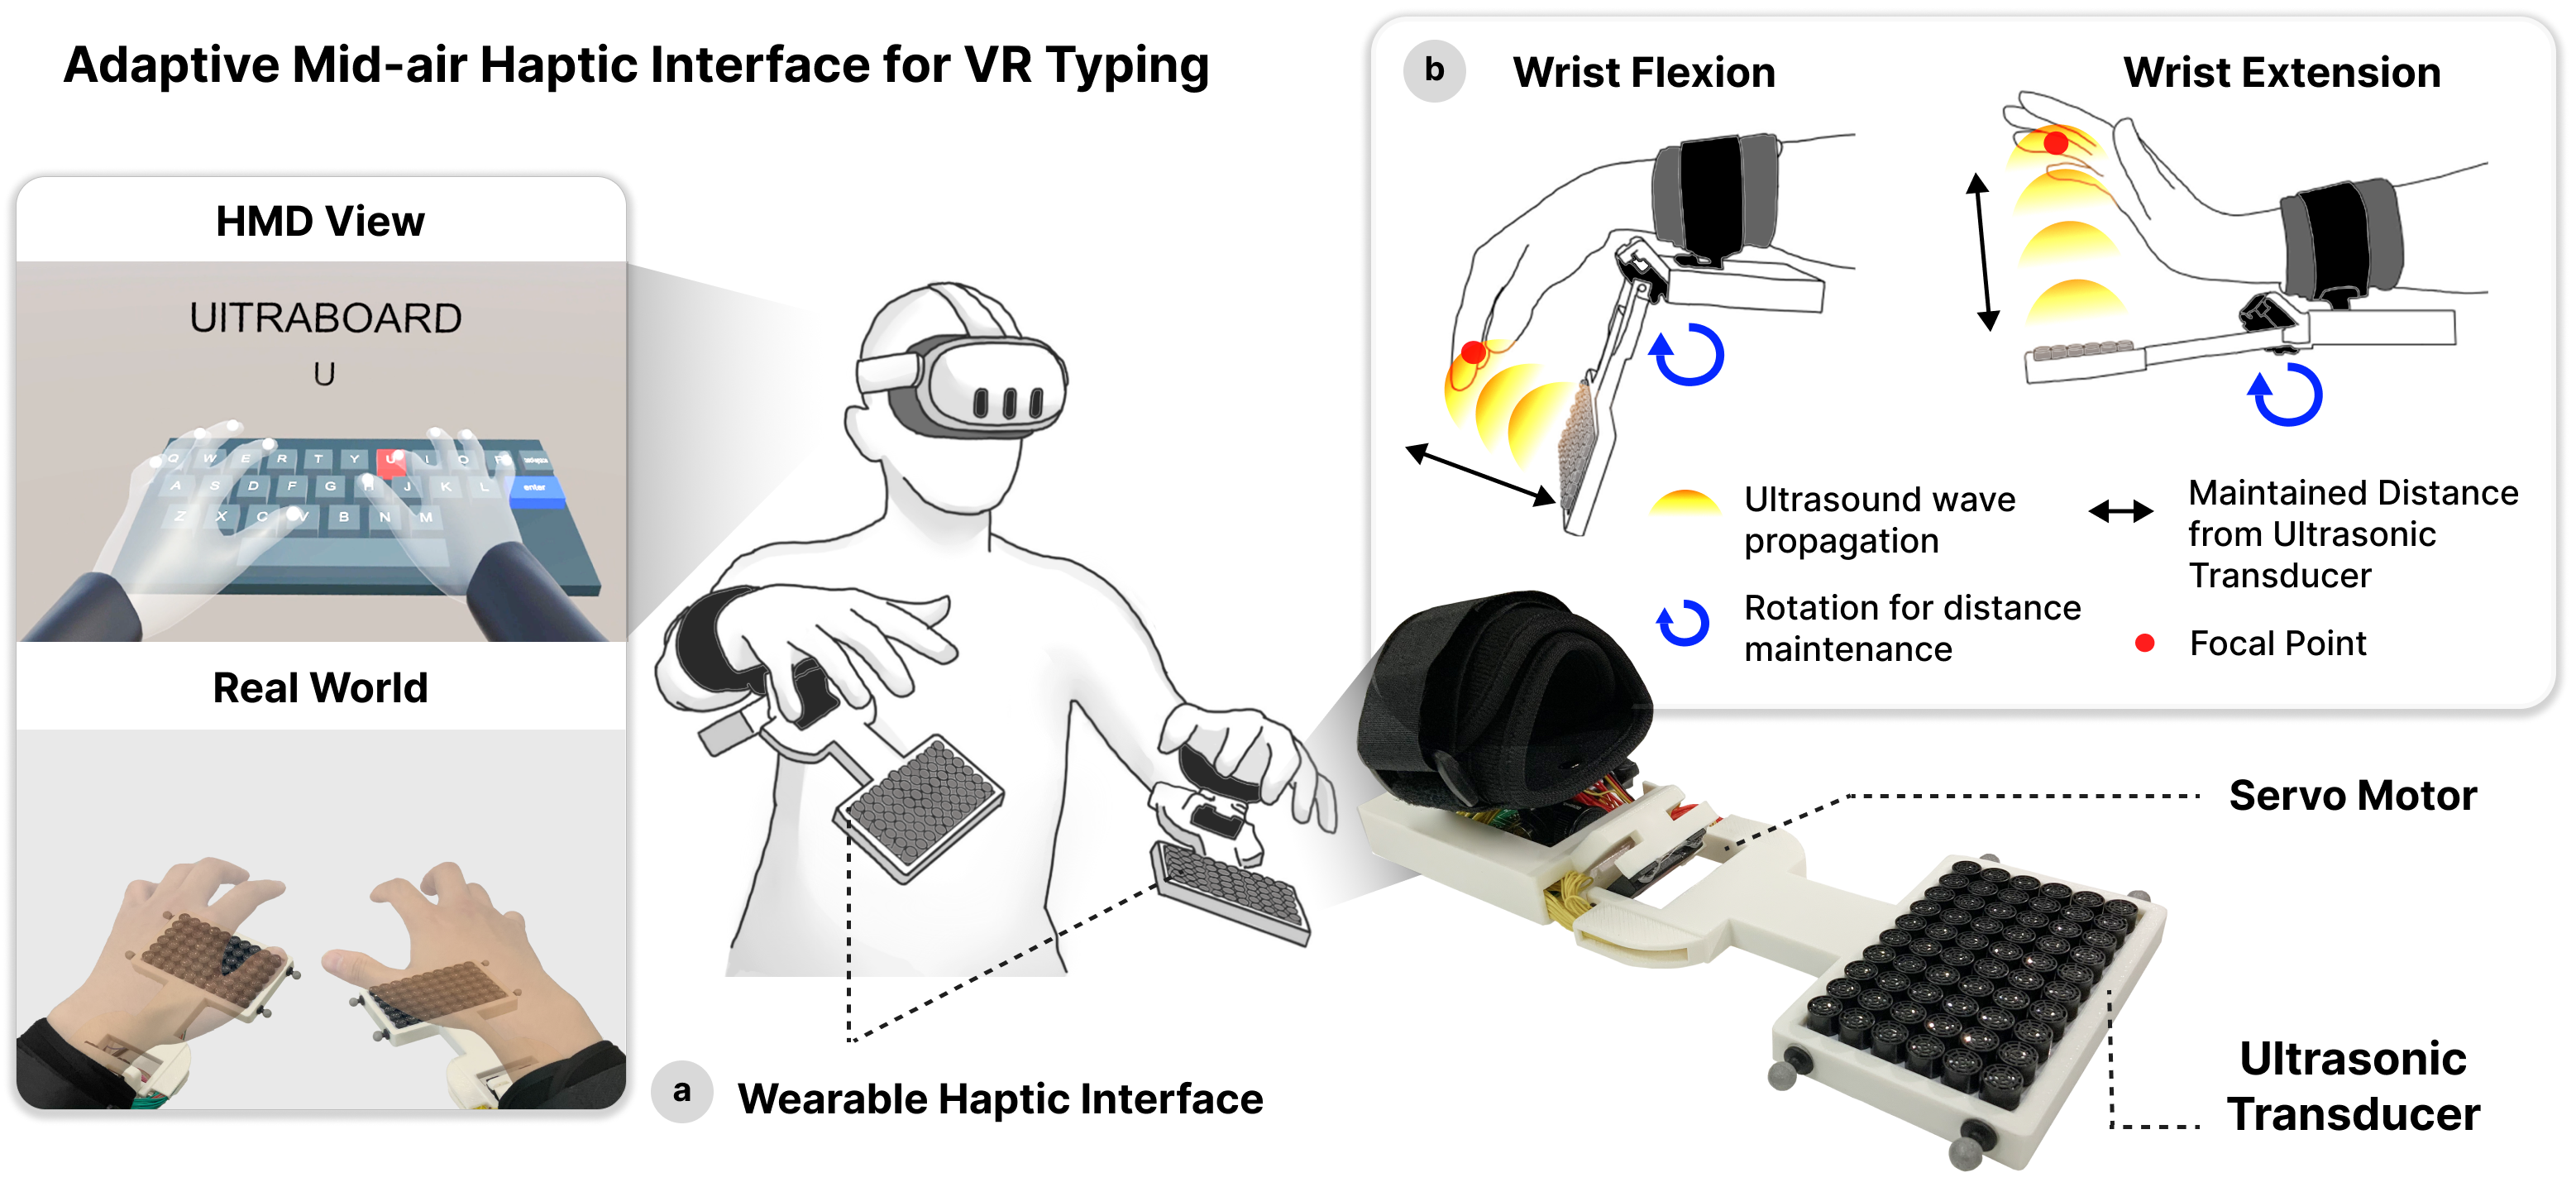 Adaptive Mid-air Haptic Interface for VR Typing
HMD View
UITRABOARD
U
Q W E R T Y U I O P
A S D F G H J K L enter
Z X C V B N M
Real World
a Wearable Haptic Interface
b Wrist Flexion
Wrist Extension
Ultrasound wave
propagation
Rotation for distance
maintenance
Maintained Distance
from Ultrasonic
Transducer
Focal Point
Servo Motor
Ultrasonic
Transducer